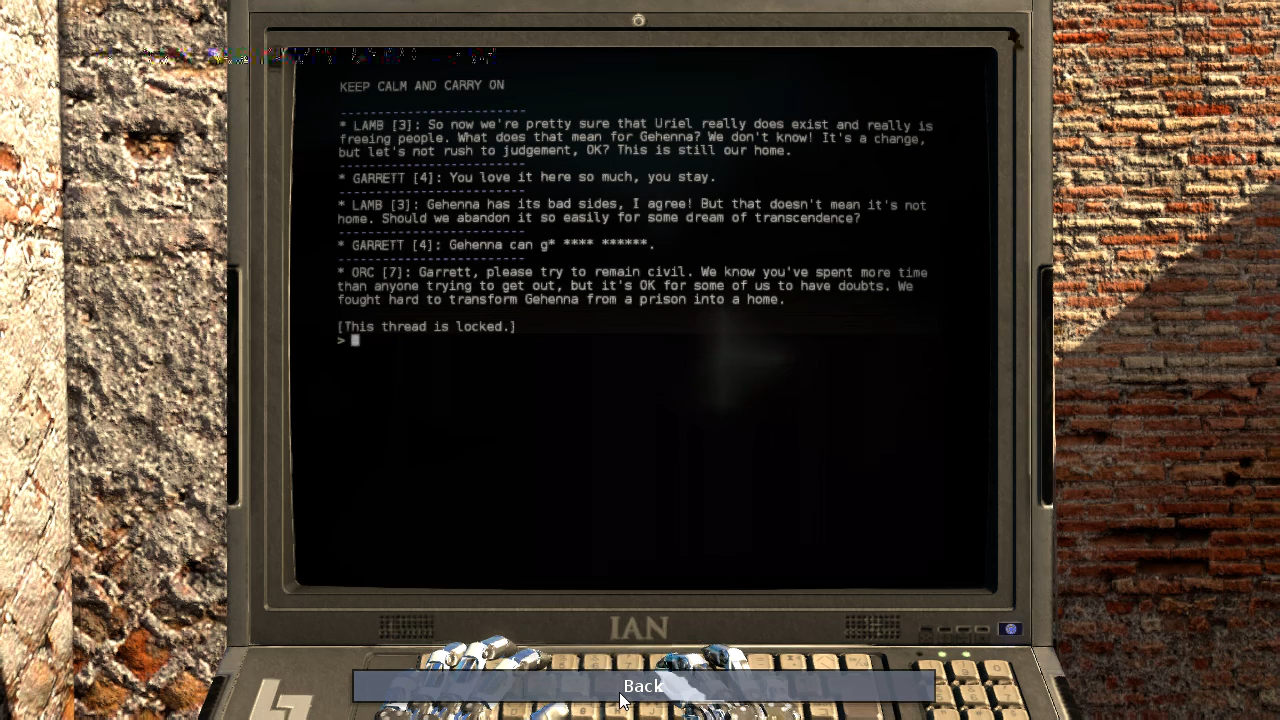 KEEP CALM AND CARRY ON
----------------------------
* LAMB [3]: So now we're pretty sure that Uriel really does exist and really is
freeing people. What does that mean for Gehenna? We don't know! It's a change,
but let's not rush to judgement, OK? This is still our home.
----------------------------
* GARRETT [4]: You love it here so much, you stay.
----------------------------
* LAMB [3]: Gehenna has its bad sides, I agree! But that doesn't mean it's not
home. Should we abandon it so easily for some dream of transcendence?
----------------------------
* GARRETT [4]: Gehenna can g* **** ******.
----------------------------
* ORC [7]: Garrett, please try to remain civil. We know you've spent more time
than anyone trying to get out, but it's OK for some of us to have doubts. We
fought hard to transform Gehenna from a prison into a home.
[This thread is locked.]
>
IAN
Back